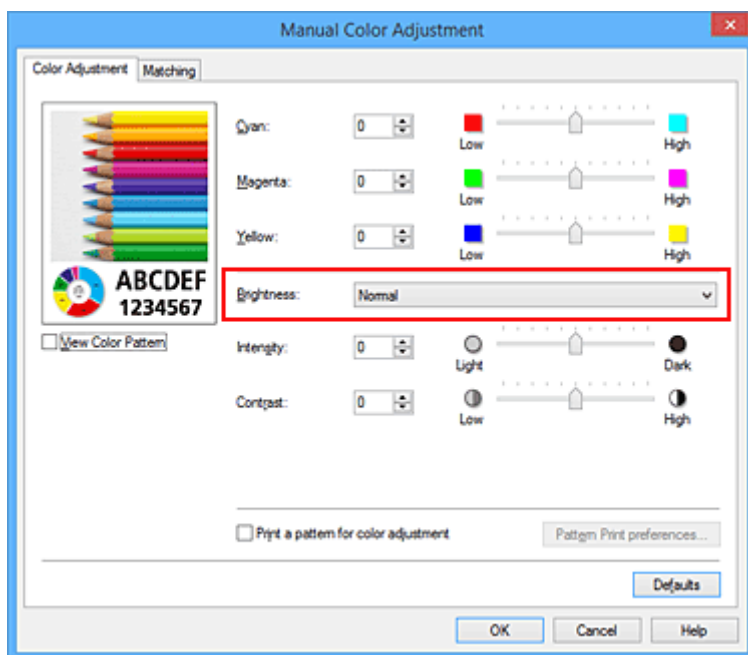 Manual Color Adjustment
Color Adjustment Matching
Cyan: 0 Low High
Magenta: 0 Low High
Yellow: 0 Low High
ABCDEF
1234567
Brightness: Normal
View Color Pattern
Intensity: 0 Light Dark
Contrast: 0 Low High
Print a pattern for color adjustment Pattern Print preferences...
Defaults
OK Cancel Help